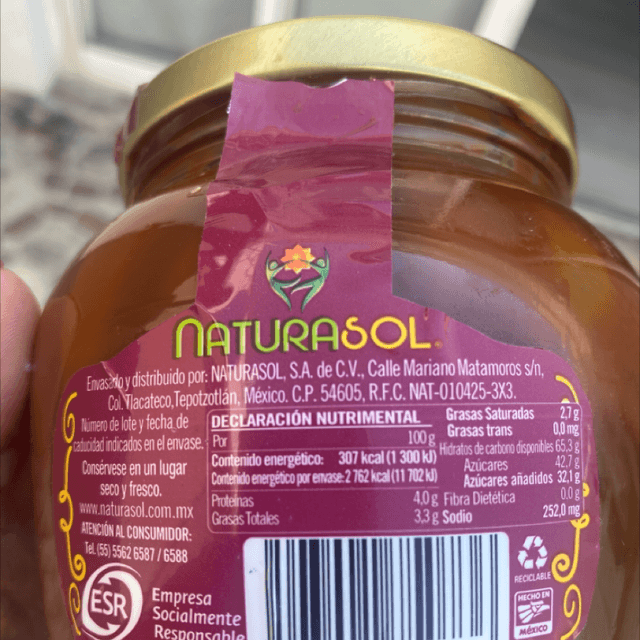 NATURASOL®
Envasado y distribuido por: NATURASOL, S.A. de C.V., Calle Mariano Matamoros s/n,
Col. Tlacateco, Tepotzotlán, México. C.P. 54605, R.F.C. NAT-010425-3X3.
Número de lote y fecha de
caducidad indicados en el envase.
Consérvese en un lugar
seco y fresco.
www.naturasol.com.mx
ATENCIÓN AL CONSUMIDOR:
Tel. (55) 5562 6587 / 6588
DECLARACIÓN NUTRIMENTAL
Por 100 g
Contenido energético: 307 kcal (1 300 kJ)
Contenido energético por envase: 2 762 kcal (11 702 kJ)
Proteínas 4,0 g
Grasas Totales 3,3 g
Grasas Saturadas 2,7 g
Grasas trans 0,0 mg
Hidratos de carbono disponibles 65,3 g
Azúcares 42,7 g
Azúcares añadidos 32,1 g
Fibra Dietética 0,0 g
Sodio 252,0 mg
ESR
Empresa
Socialmente
Responsable
RECICLABLE
HECHO EN
MÉXICO